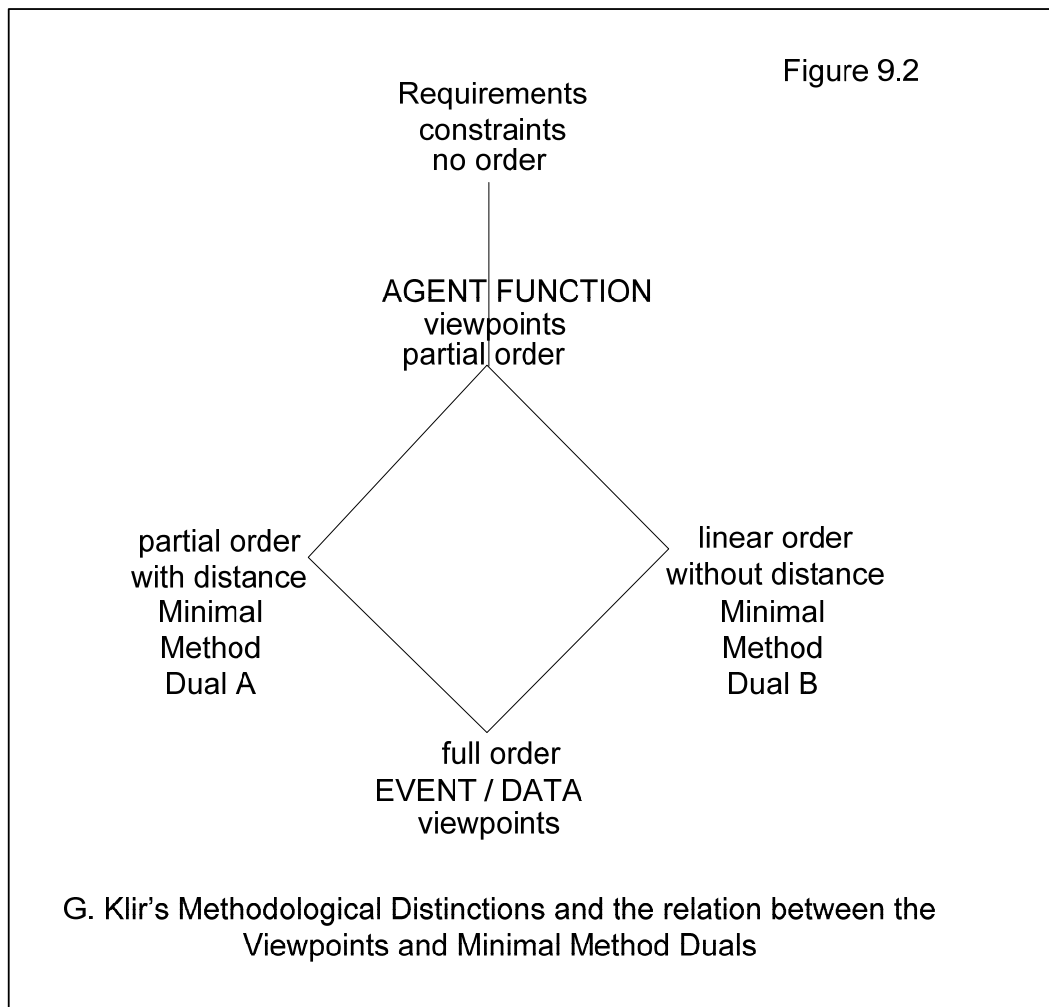 Figure 9.2
Requirements
constraints
no order
AGENT FUNCTION
viewpoints
partial order
partial order
with distance
Minimal
Method
Dual A
linear order
without distance
Minimal
Method
Dual B
full order
EVENT / DATA
viewpoints
G. Klir's Methodological Distinctions and the relation between the
Viewpoints and Minimal Method Duals